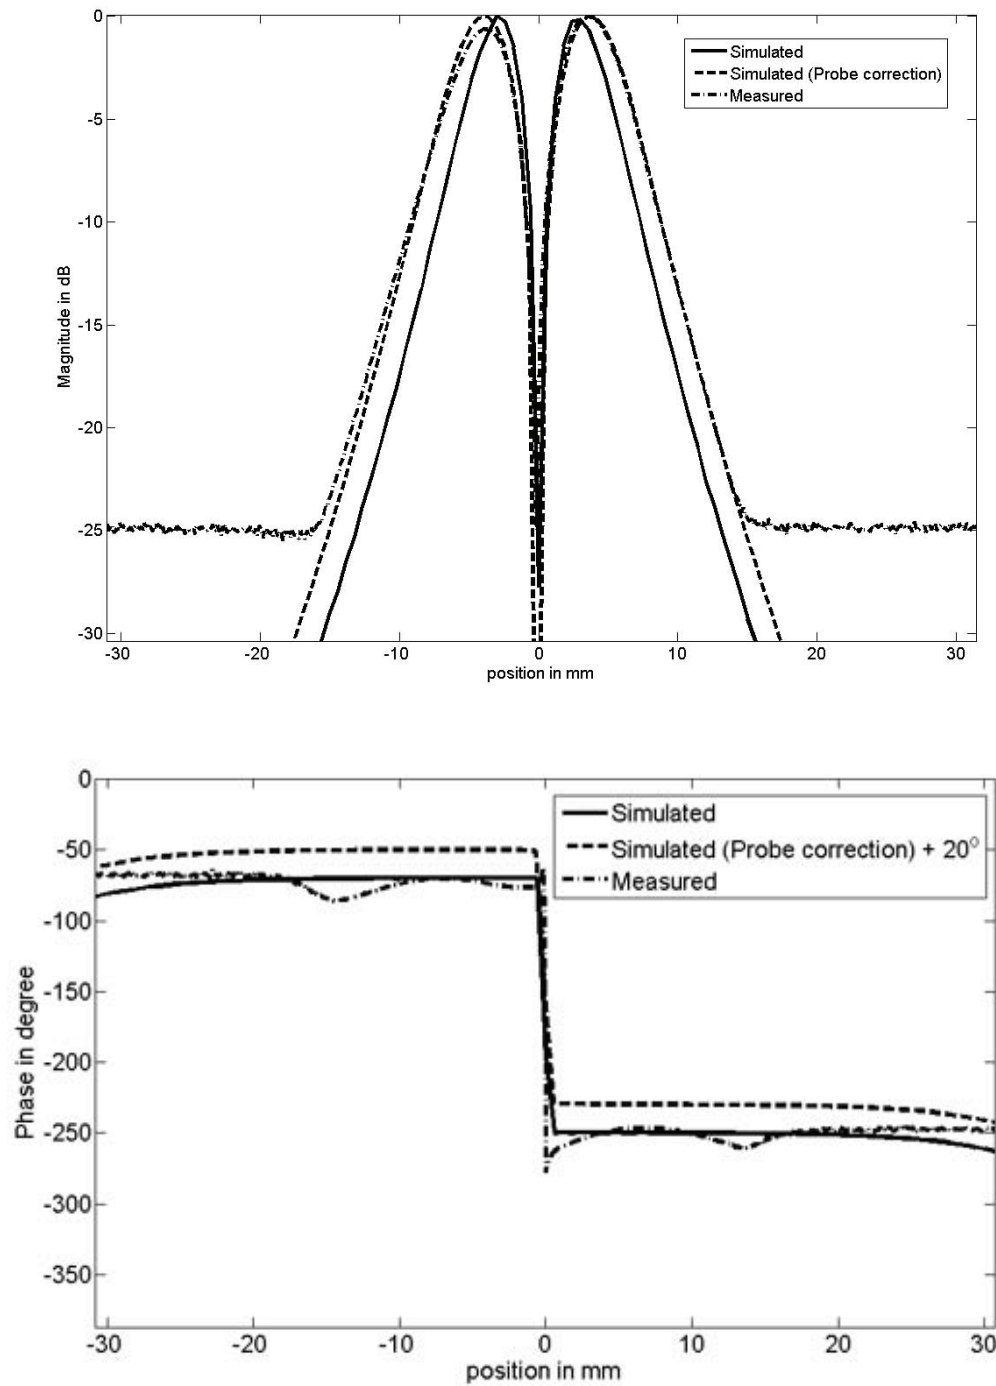 0
-5
-10
-15
-20
-25
-30
Magnitude in dB
Simulated
Simulated (Probe correction)
Measured
-30 -20 -10 0 10 20 30
position in mm
0
-50
-100
-150
-200
-250
-300
-350
Phase in degree
Simulated
Simulated (Probe correction) + 20⁰
Measured
-30 -20 -10 0 10 20 30
position in mm